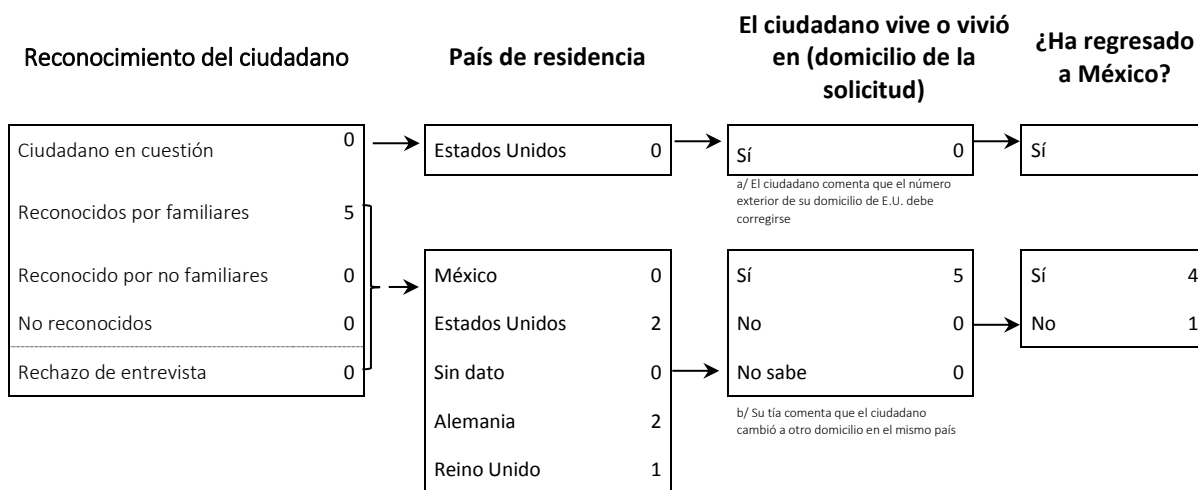 Reconocimiento del ciudadano
País de residencia
El ciudadano vive o vivió
en (domicilio de la
solicitud)
¿Ha regresado
a México?
Ciudadano en cuestión 0
Reconocidos por familiares 5
Reconocido por no familiares 0
No reconocidos 0
Rechazo de entrevista 0
Estados Unidos 0
México 0
Estados Unidos 2
Sin dato 0
Alemania 2
Reino Unido 1
Sí 0
a/ El ciudadano comenta que el número
exterior de su domicilio de E.U. debe
corregirse
Sí 5
No 0
No sabe 0
b/ Su tía comenta que el ciudadano
cambió a otro domicilio en el mismo país
Sí
Sí 4
No 1